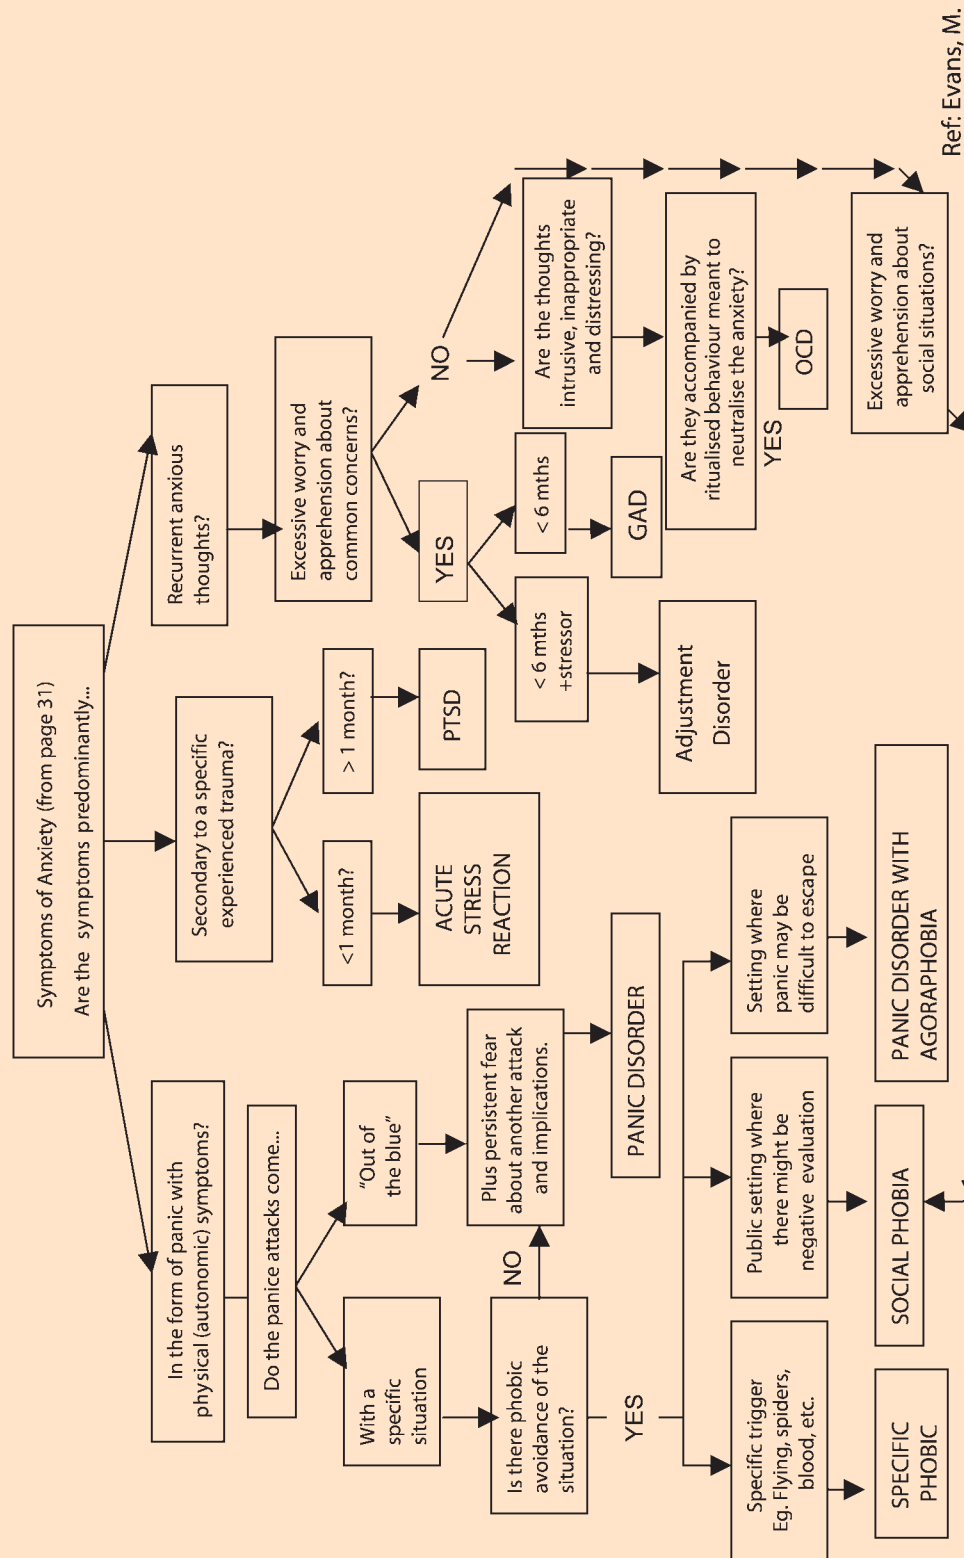 Symptoms of Anxiety (from page 31)
Are the symptoms predominantly...
In the form of panic with
physical (autonomic) symptoms?
Do the panice attacks come...
With a
specific
situation
"Out of
the blue"
Is there phobic
avoidance of the
situation?
NO
Plus persistent fear
about another attack
and implications.
PANIC DISORDER
YES
Specific trigger
Eg. Flying, spiders,
blood, etc.
SPECIFIC
PHOBIC
Public setting where
there might be
negative evaluation
SOCIAL PHOBIA
Setting where
panic may be
difficult to escape
PANIC DISORDER WITH
AGORAPHOBIA
Secondary to a specific
experienced trauma?
<1 month?
ACUTE
STRESS
REACTION
> 1 month?
PTSD
Recurrent anxious
thoughts?
Excessive worry and
apprehension about
common concerns?
YES
< 6 mths
+stressor
Adjustment
Disorder
< 6 mths
GAD
NO
Are the thoughts
intrusive, inappropriate
and distressing?
Are they accompanied by
ritualised behaviour meant to
neutralise the anxiety?
YES
OCD
Excessive worry and
apprehension about
social situations?
Ref: Evans, M.